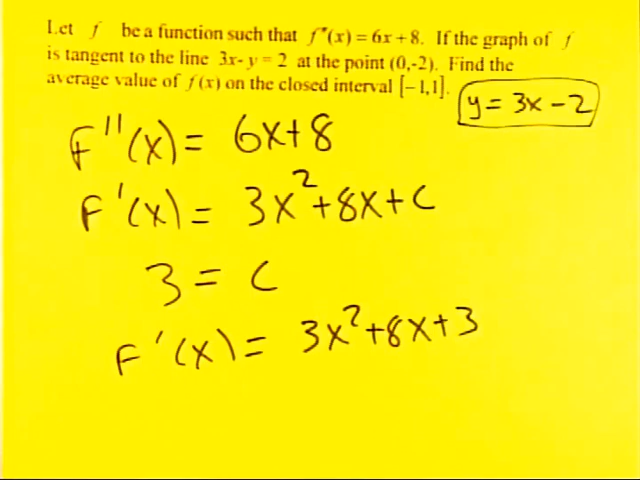 Let f be a function such that f"(x) = 6x + 8. If the graph of f
is tangent to the line 3x - y = 2 at the point (0,-2). Find the
average value of f(x) on the closed interval [-1,1].
y = 3x - 2
F''(x) = 6x+8
F'(x) = 3x²+8x+C
3 = C
F'(x) = 3x²+8x+3